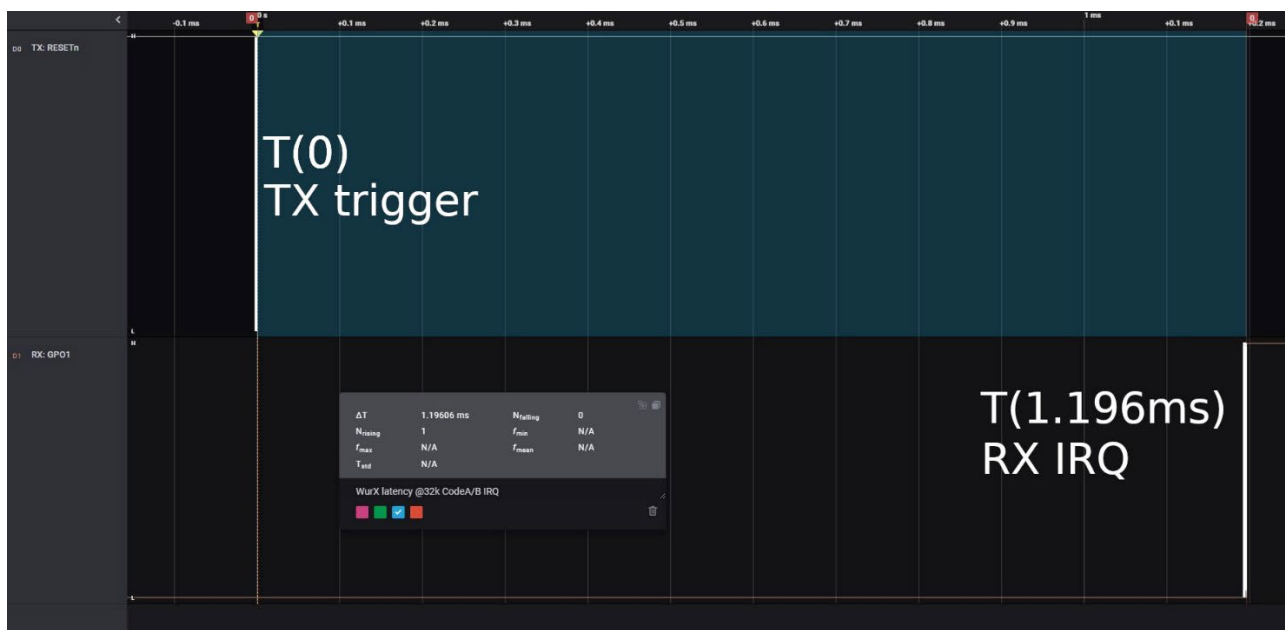 -0.1 ms 0 0 s +0.1 ms +0.2 ms +0.3 ms +0.4 ms +0.5 ms +0.6 ms +0.7 ms +0.8 ms +0.9 ms 1 ms +0.1 ms 0 +0.2 ms
D0 TX: RESETn
H
T(0)
TX trigger
L
H
D1 RX: GPO1
T(1.196ms)
RX IRQ
ΔT 1.19606 ms Nfalling 0
Nrising 1 fmin N/A
fmax N/A fmean N/A
Tstd N/A
WurX latency @32k CodeA/B IRQ
L